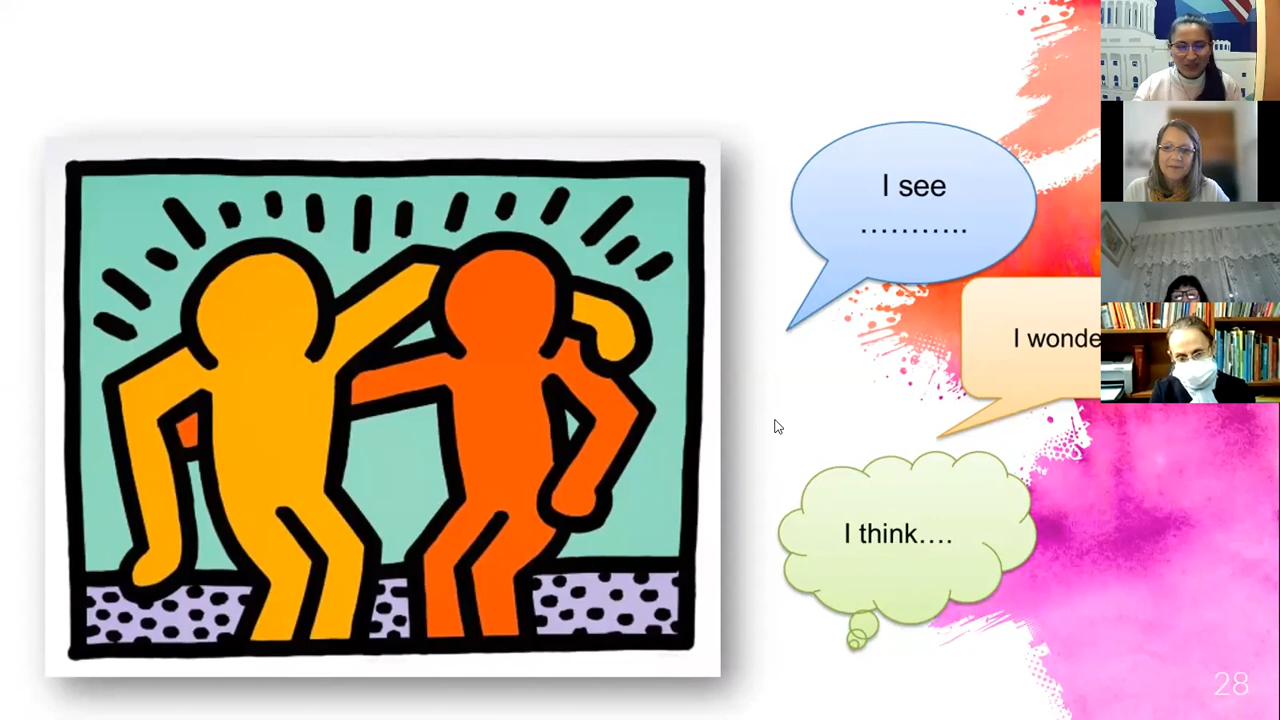 I see
………..
I wonde
I think….
28